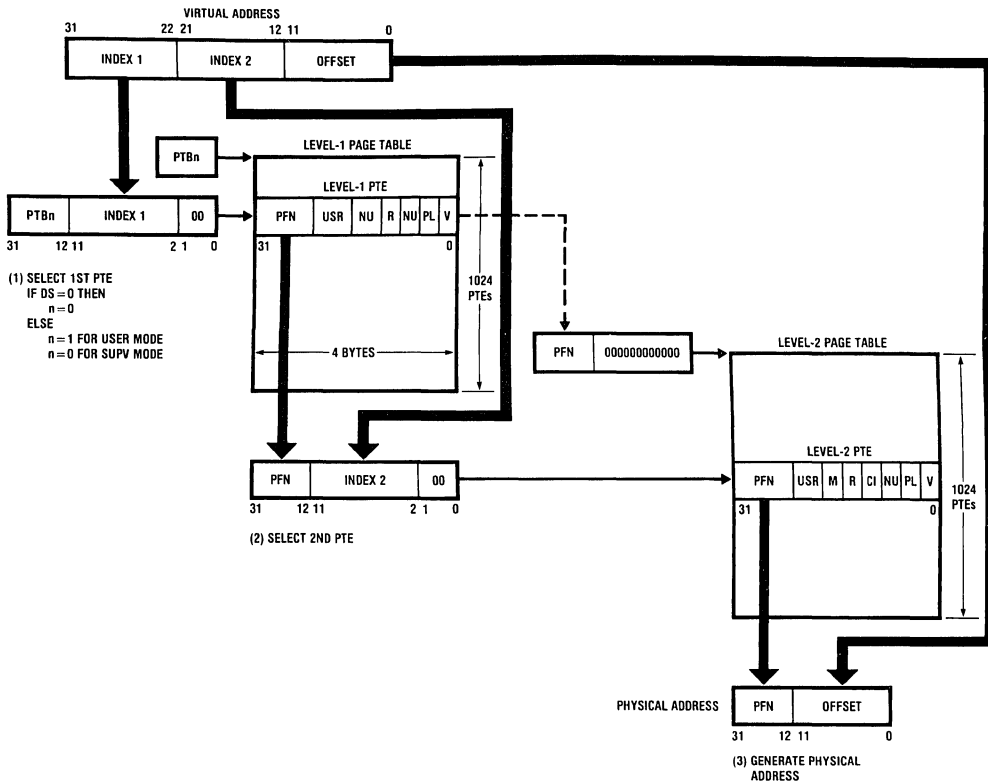 VIRTUAL ADDRESS
31 22 21 12 11 0
INDEX 1 INDEX 2 OFFSET
PTBn
LEVEL-1 PAGE TABLE
LEVEL-1 PTE
PTBn INDEX 1 00
31 12 11 2 1 0
PFN USR NU R NU PL V
31 0
(1) SELECT 1ST PTE
IF DS=0 THEN
n=0
ELSE
n=1 FOR USER MODE
n=0 FOR SUPV MODE
1024
PTEs
4 BYTES
PFN 000000000000
LEVEL-2 PAGE TABLE
PFN INDEX 2 00
31 12 11 2 1 0
(2) SELECT 2ND PTE
LEVEL-2 PTE
PFN USR M R CI NU PL V
31 0
1024
PTEs
PHYSICAL ADDRESS PFN OFFSET
31 12 11 0
(3) GENERATE PHYSICAL
ADDRESS